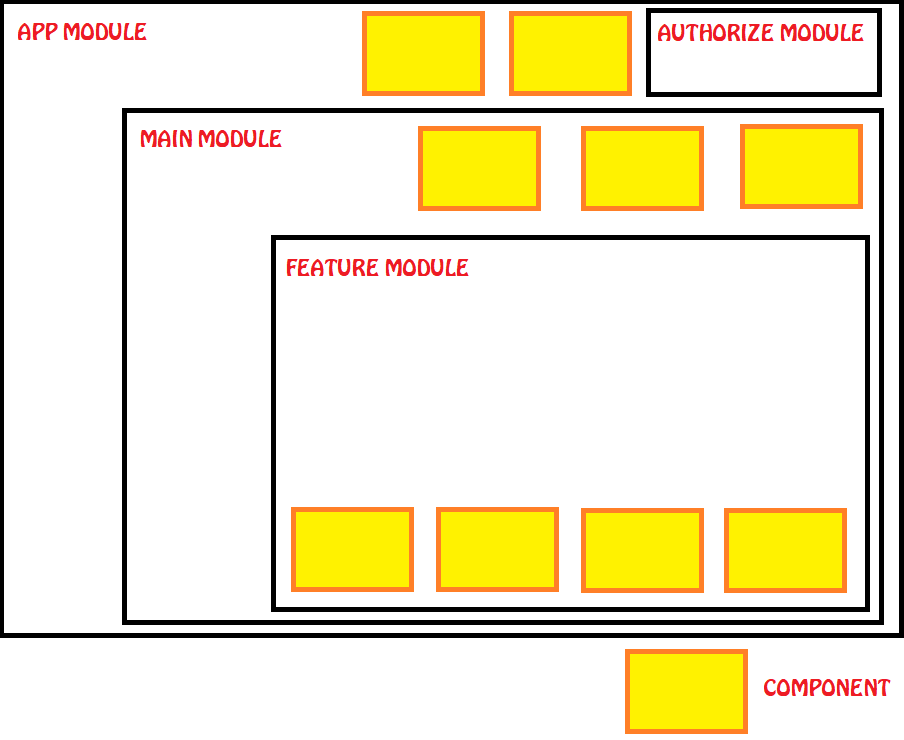 APP MODULE
AUTHORIZE MODULE
MAIN MODULE
FEATURE MODULE
COMPONENT